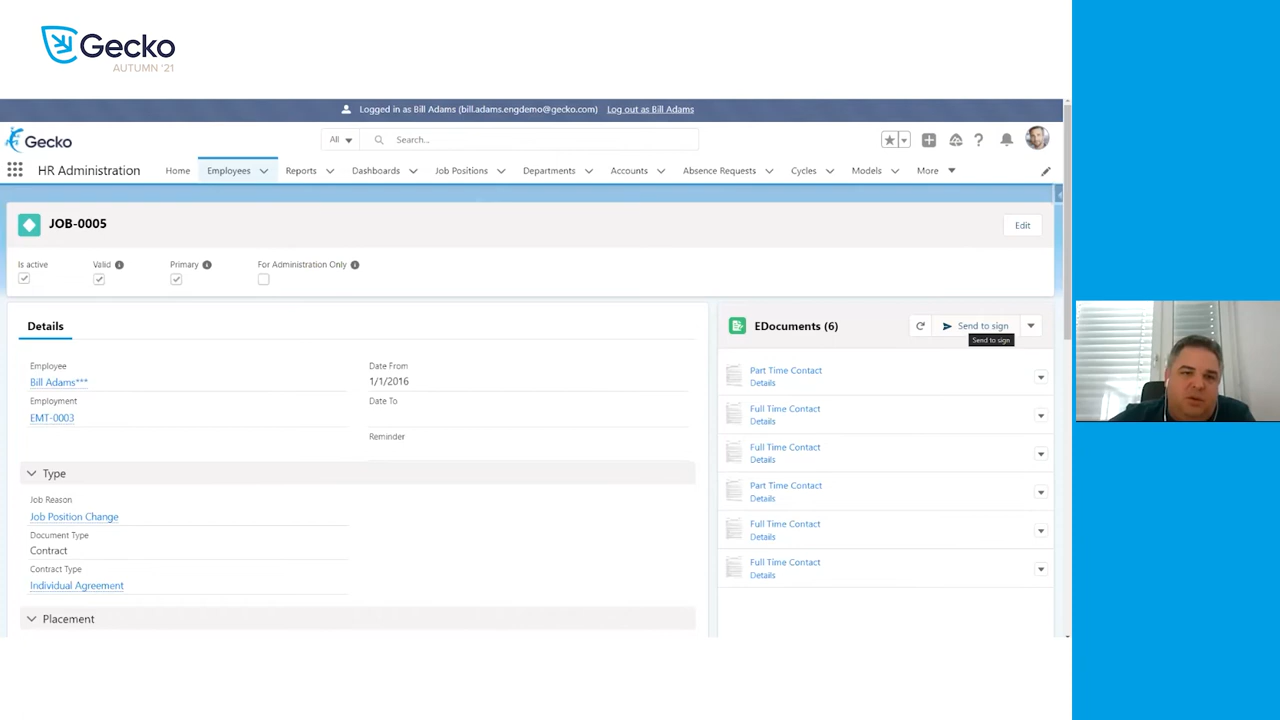 Gecko
AUTUMN '21
Logged in as Bill Adams (bill.adams.engdemo@gecko.com) Log out as Bill Adams
Gecko
All
Search...
HR Administration
Home
Employees
Reports
Dashboards
Job Positions
Departments
Accounts
Absence Requests
Cycles
Models
More
JOB-0005
Edit
Is active
Valid
Primary
For Administration Only
Details
Employee
Bill Adams***
Employment
EMT-0003
Date From
1/1/2016
Date To
Reminder
Type
Job Reason
Job Position Change
Document Type
Contract
Contract Type
Individual Agreement
Placement
EDocuments (6)
Send to sign
Send to sign
Part Time Contact
Details
Full Time Contact
Details
Full Time Contact
Details
Part Time Contact
Details
Full Time Contact
Details
Full Time Contact
Details